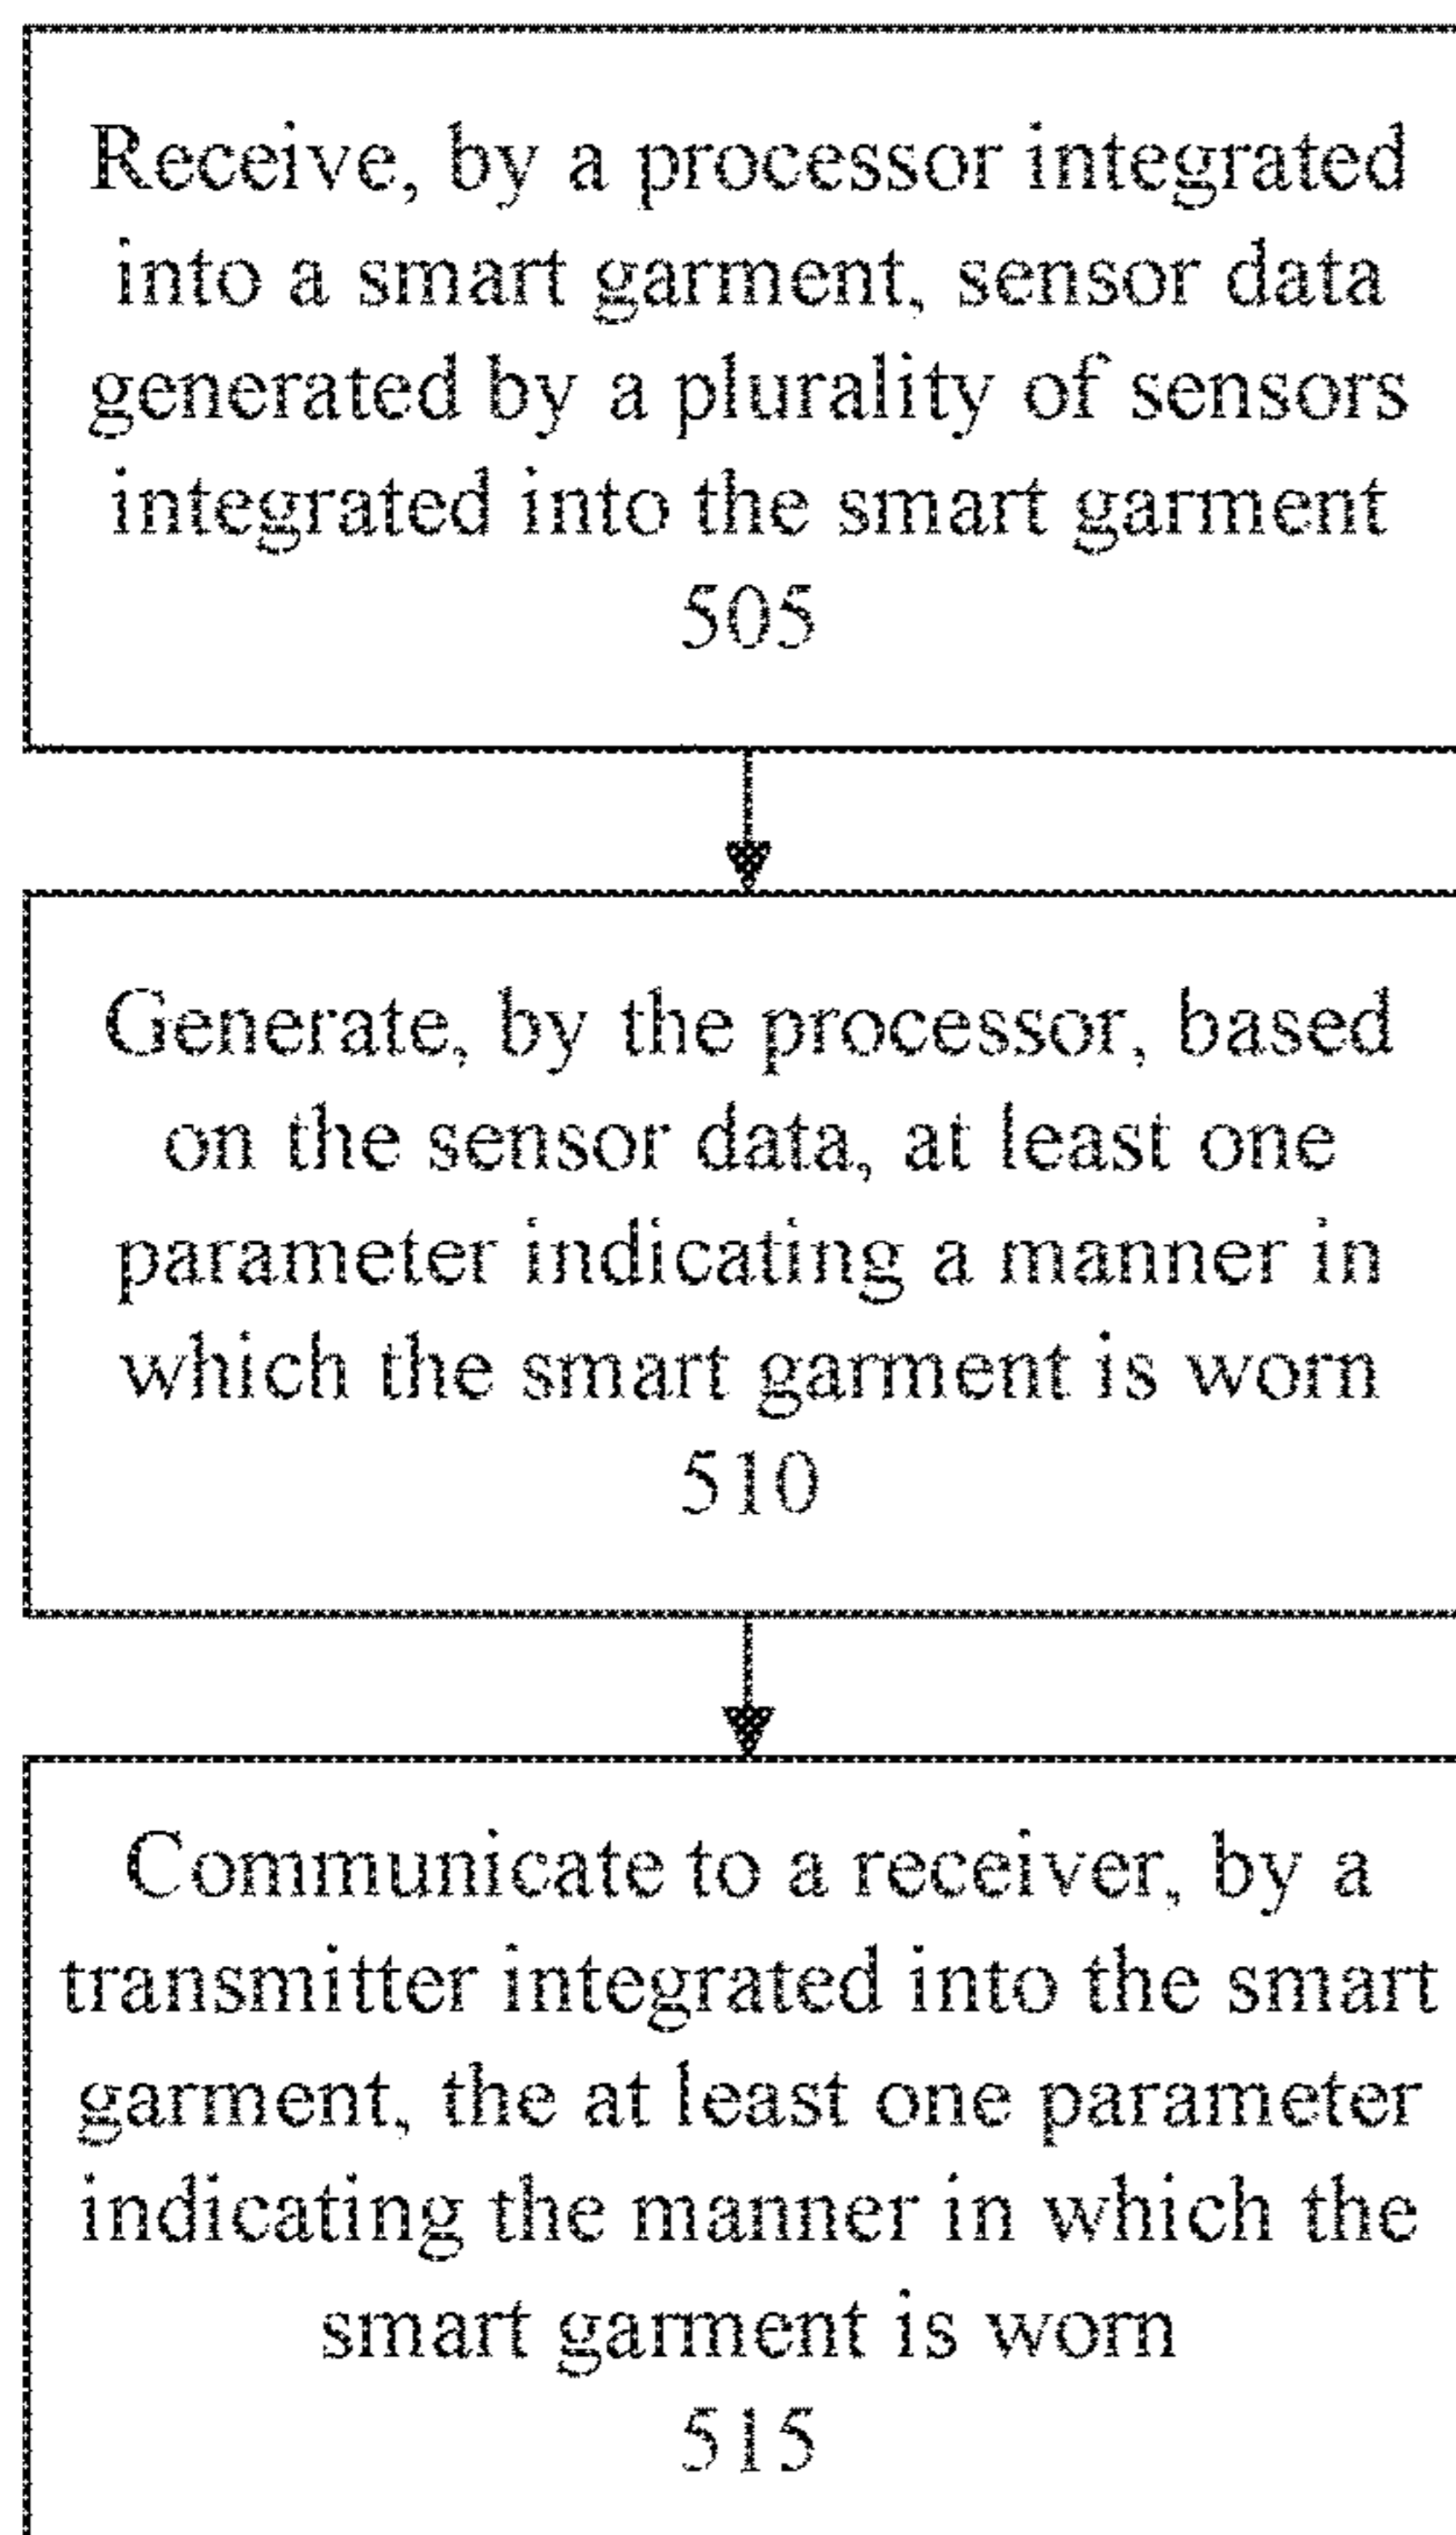 Receive, by a processor integrated
into a smart garment, sensor data
generated by a plurality of sensors
integrated into the smart garment
505
Generate, by the processor, based
on the sensor data, at least one
parameter indicating a manner in
which the smart garment is worn
510
Communicate to a receiver, by a
transmitter integrated into the smart
garment, the at least one parameter
indicating the manner in which the
smart garment is worn
515